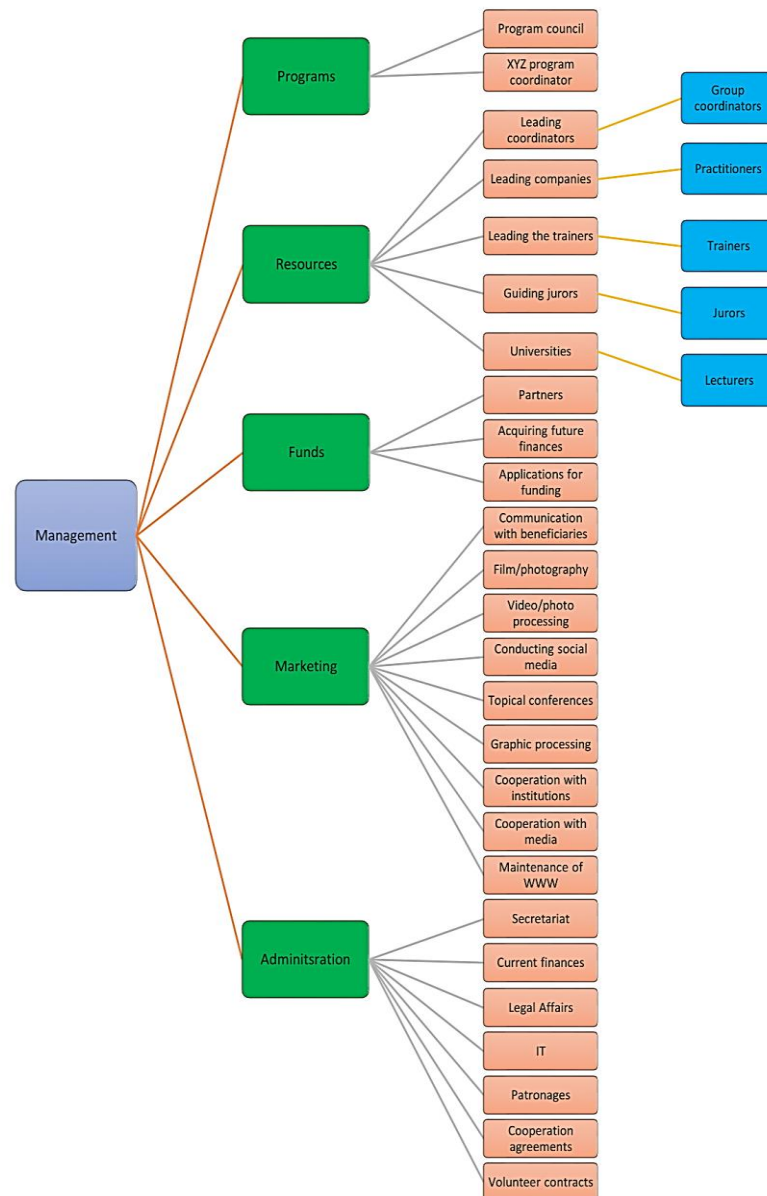 Management
Programs
Program council
XYZ program
coordinator
Resources
Leading
coordinators
Group
coordinators
Leading companies
Practitioners
Leading the trainers
Trainers
Guiding jurors
Jurors
Universities
Lecturers
Funds
Partners
Acquiring future
finances
Applications for
funding
Marketing
Communication
with beneficiaries
Film/photography
Video/photo
processing
Conducting social
media
Topical conferences
Graphic processing
Cooperation with
institutions
Cooperation with
media
Maintenance of
WWW
Adminitsration
Secretariat
Current finances
Legal Affairs
IT
Patronages
Cooperation
agreements
Volunteer contracts